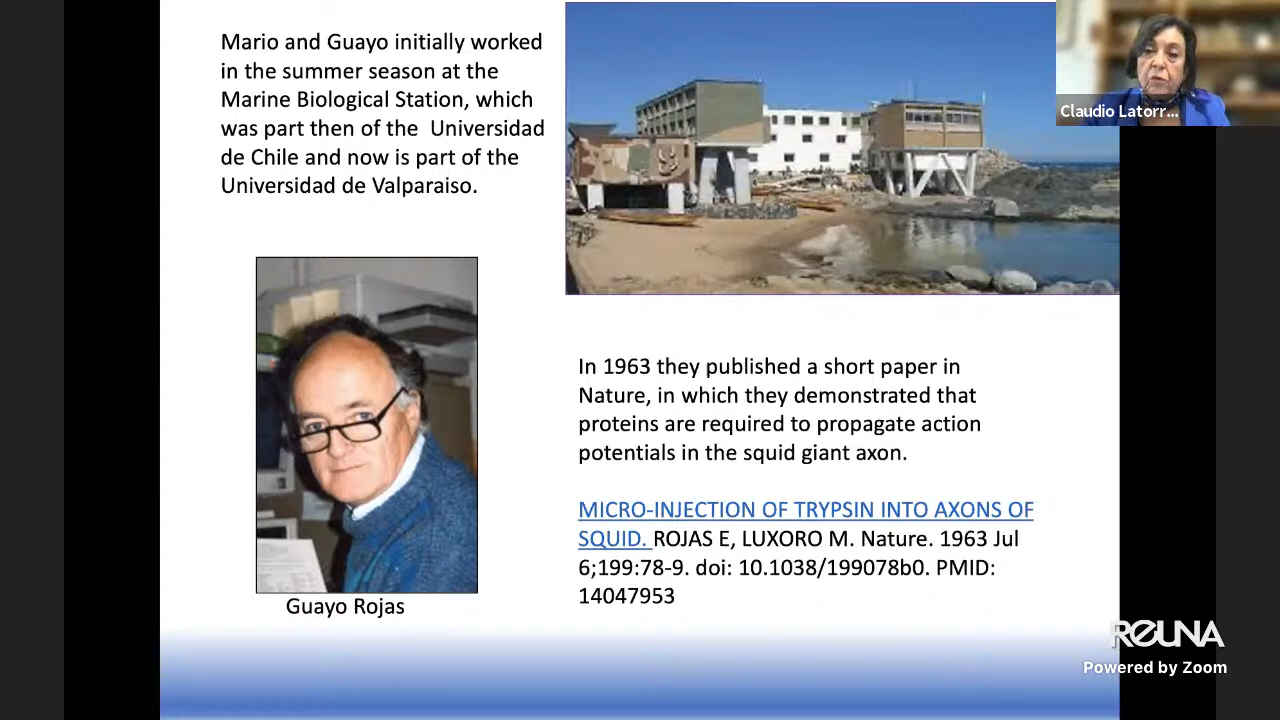 Mario and Guayo initially worked
in the summer season at the
Marine Biological Station, which
was part then of the Universidad
de Chile and now is part of the
Universidad de Valparaiso.
Claudio Latorr...
Guayo Rojas
In 1963 they published a short paper in
Nature, in which they demonstrated that
proteins are required to propagate action
potentials in the squid giant axon.
MICRO-INJECTION OF TRYPSIN INTO AXONS OF
SQUID. ROJAS E, LUXORO M. Nature. 1963 Jul
6;199:78-9. doi: 10.1038/199078b0. PMID:
14047953
REUNA
Powered by Zoom